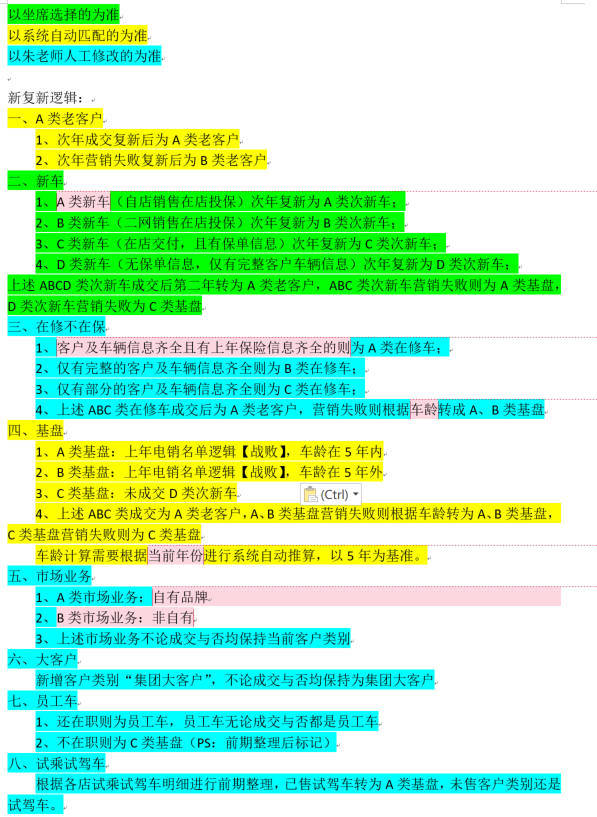 以坐席选择的为准
以系统自动匹配的为准
以朱老师人工修改的为准
新复新逻辑：
一、A 类老客户
1、次年成交复新后为 A 类老客户
2、次年营销失败复新后为 B 类老客户
二、新车
1、A 类新车（自店销售在店投保）次年复新为 A 类次新车；
2、B 类新车（二网销售在店投保）次年复新为 B 类次新车；
3、C 类新车（在店交付，且有保单信息）次年复新为 C 类次新车；
4、D 类新车（无保单信息，仅有完整客户车辆信息）次年复新为 D 类次新车；
上述 ABCD 类次新车成交后第二年转为 A 类老客户，ABC 类次新车营销失败则为 A 类基盘，
D 类次新车营销失败为 C 类基盘
三、在修不在保
1、客户及车辆信息齐全且有上年保险信息齐全的则为 A 类在修车；
2、仅有完整的客户及车辆信息齐全则为 B 类在修车；
3、仅有部分的客户及车辆信息齐全则为 C 类在修车；
4、上述 ABC 类在修车成交后为 A 类老客户，营销失败则根据车龄转成 A、B 类基盘
四、基盘
1、A 类基盘：上年电销名单逻辑【战败】，车龄在 5 年内
2、B 类基盘：上年电销名单逻辑【战败】，车龄在 5 年外
3、C 类基盘：未成交 D 类次新车
(Ctrl)
4、上述 ABC 类成交为 A 类老客户，A、B 类基盘营销失败则根据车龄转为 A、B 类基盘，
C 类基盘营销失败则为 C 类基盘
车龄计算需要根据当前年份进行系统自动推算，以 5 年为基准。
五、市场业务
1、A 类市场业务：自有品牌
2、B 类市场业务：非自有
3、上述市场业务不论成交与否均保持当前客户类别
六、大客户
新增客户类别“集团大客户”，不论成交与否均保持为集团大客户
七、员工车
1、还在职则为员工车，员工车无论成交与否都是员工车
2、不在职则为 C 类基盘（PS：前期整理后标记）
八、试乘试驾车
根据各店试乘试驾车明细进行前期整理，已售试驾车转为 A 类基盘，未售客户类别还是
试驾车。